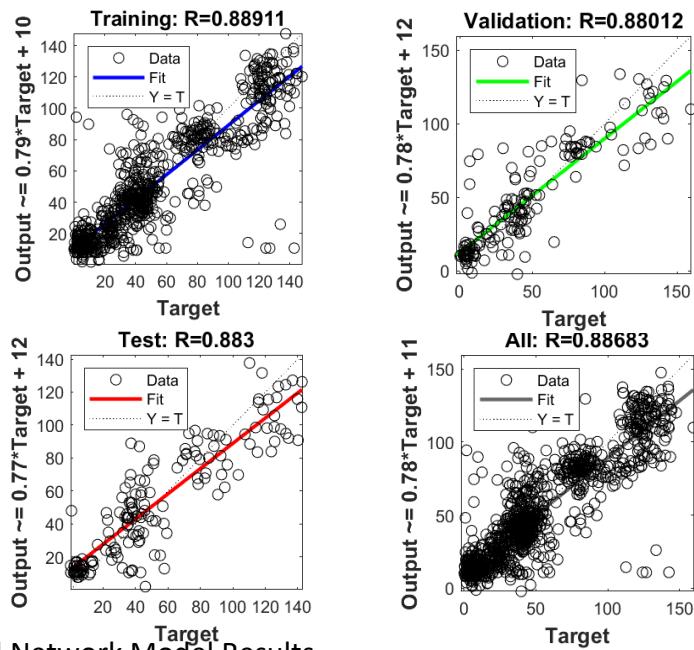 Training: R=0.88911
Output ~= 0.79*Target + 10
140
120
100
80
60
40
20
Data
Fit
Y = T
20 40 60 80 100 120 140
Target
Validation: R=0.88012
Output ~= 0.78*Target + 12
150
100
50
0
Data
Fit
Y = T
0 50 100 150
Target
Test: R=0.883
Output ~= 0.77*Target + 12
140
120
100
80
60
40
20
Data
Fit
Y = T
20 40 60 80 100 120 140
Target
All: R=0.88683
Output ~= 0.78*Target + 11
150
100
50
0
Data
Fit
Y = T
0 50 100 150
Target
Network Model Results